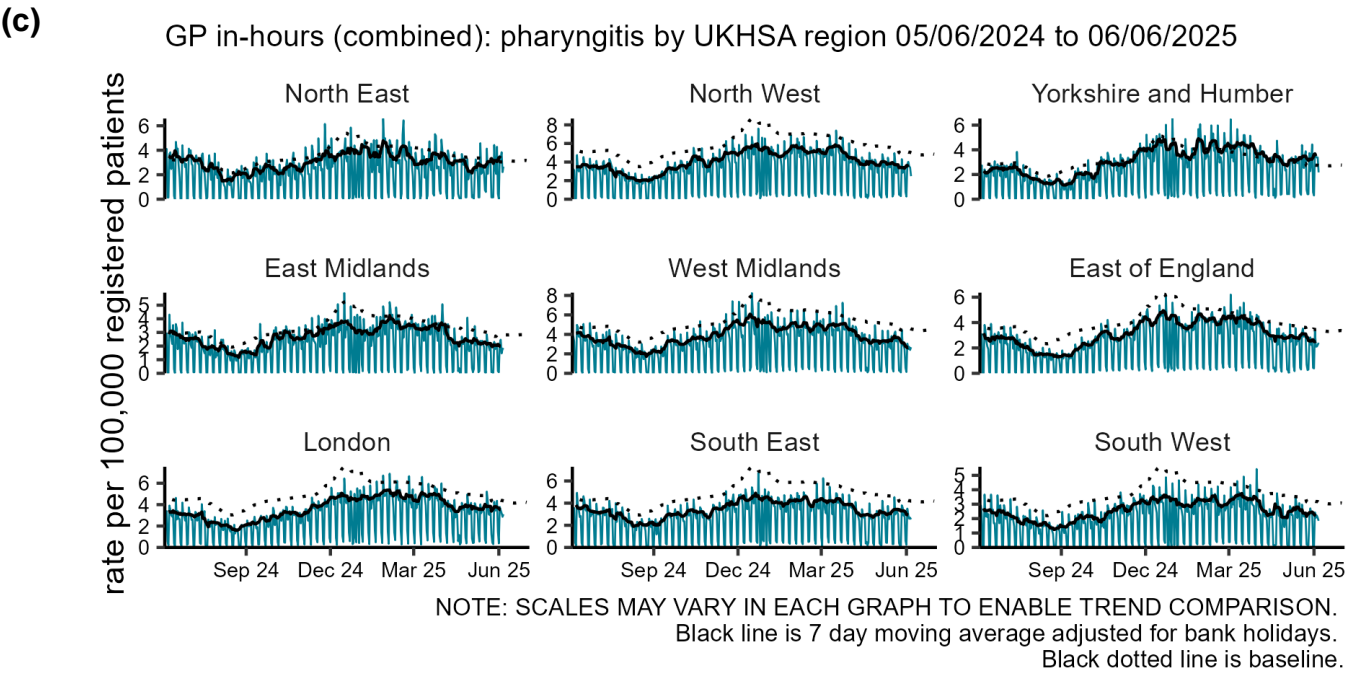 (c)
GP in-hours (combined): pharyngitis by UKHSA region 05/06/2024 to 06/06/2025
rate per 100,000 registered patients
North East
6
4
2
0
North West
8
6
4
2
0
Yorkshire and Humber
6
4
2
0
East Midlands
5
4
3
2
1
0
West Midlands
8
6
4
2
0
East of England
6
4
2
0
London
6
4
2
0
South East
6
4
2
0
South West
5
4
3
2
1
0
Sep 24 Dec 24 Mar 25 Jun 25
Sep 24 Dec 24 Mar 25 Jun 25
Sep 24 Dec 24 Mar 25 Jun 25
NOTE: SCALES MAY VARY IN EACH GRAPH TO ENABLE TREND COMPARISON.
Black line is 7 day moving average adjusted for bank holidays.
Black dotted line is baseline.